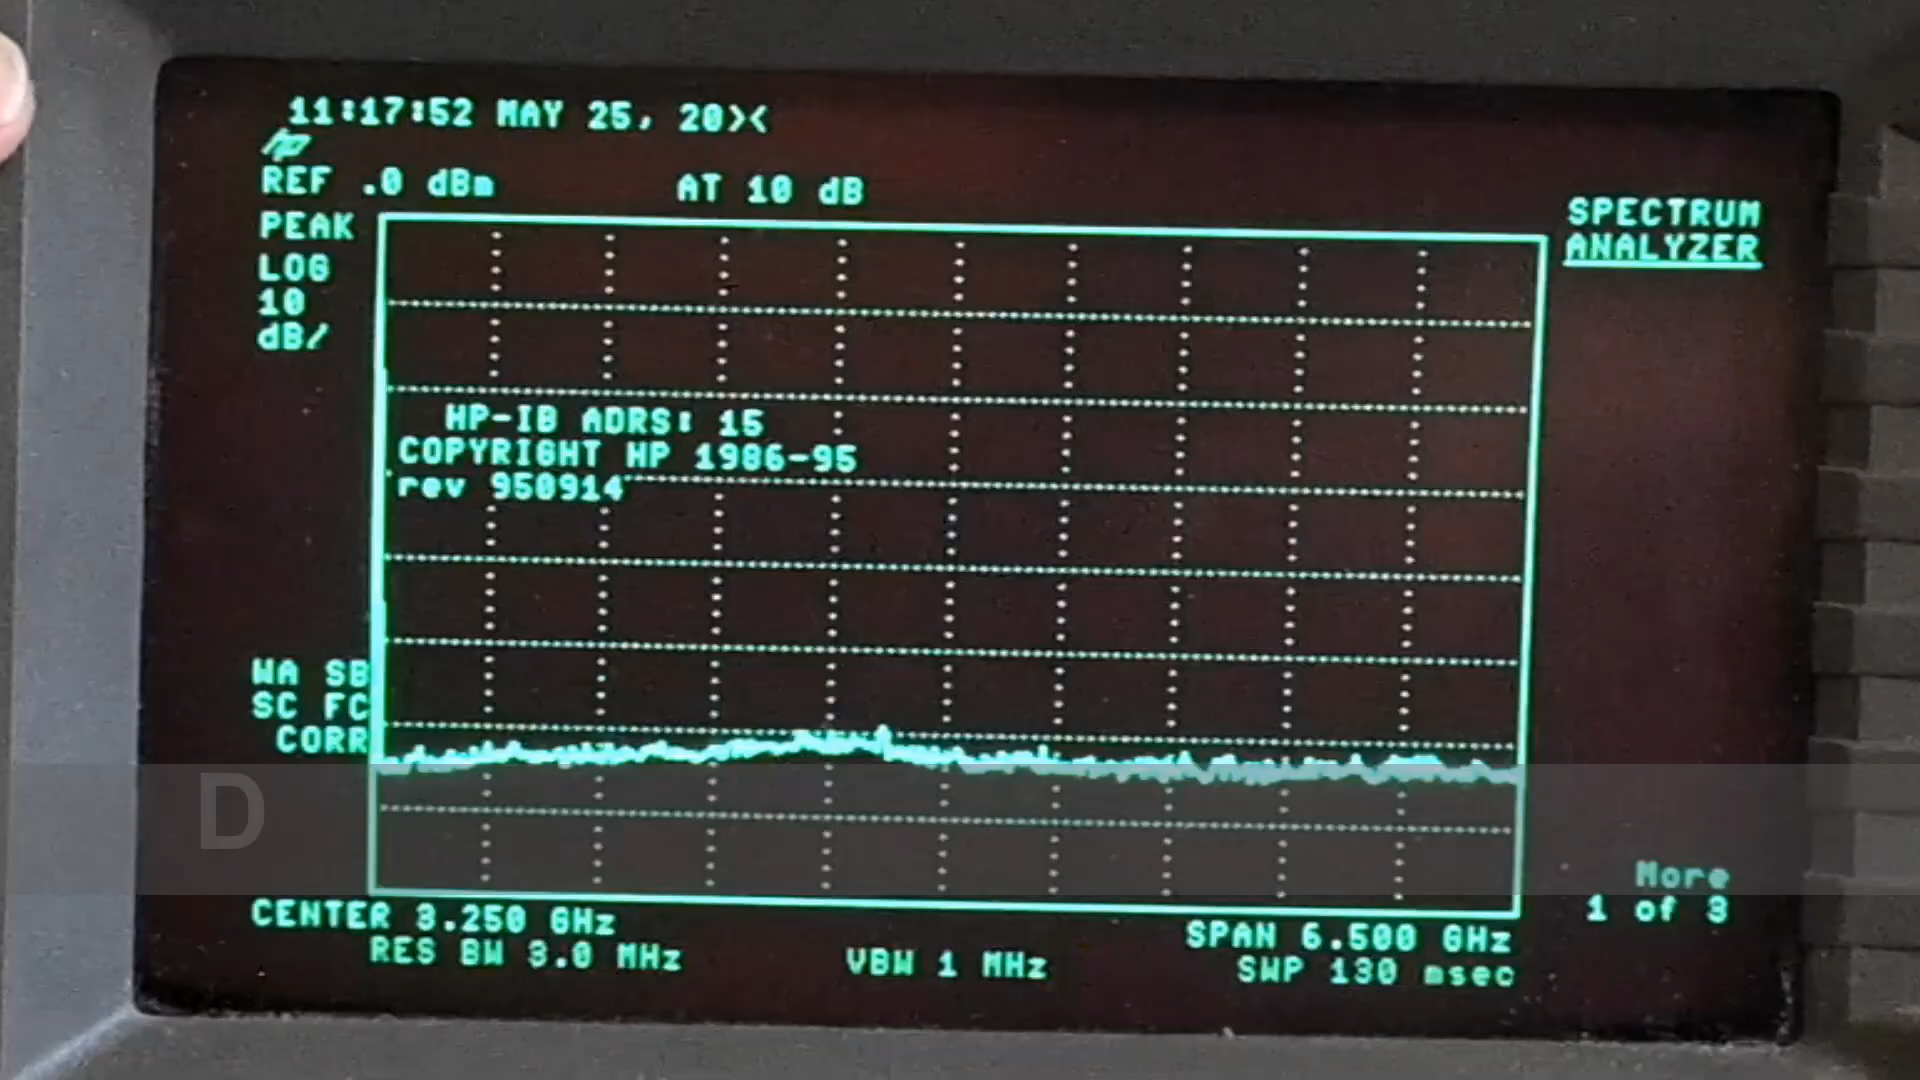 11:17:52 MAY 25, 20><
hp
REF .0 dBm AT 10 dB
PEAK
LOG
10
dB/
SPECTRUM
ANALYZER
HP-IB ADRS: 15
COPYRIGHT HP 1986-95
rev 950914
WA SB
SC FC
CORR
D
More
1 of 3
CENTER 3.250 GHz SPAN 6.500 GHz
RES BW 3.0 MHz VBW 1 MHz SWP 130 msec